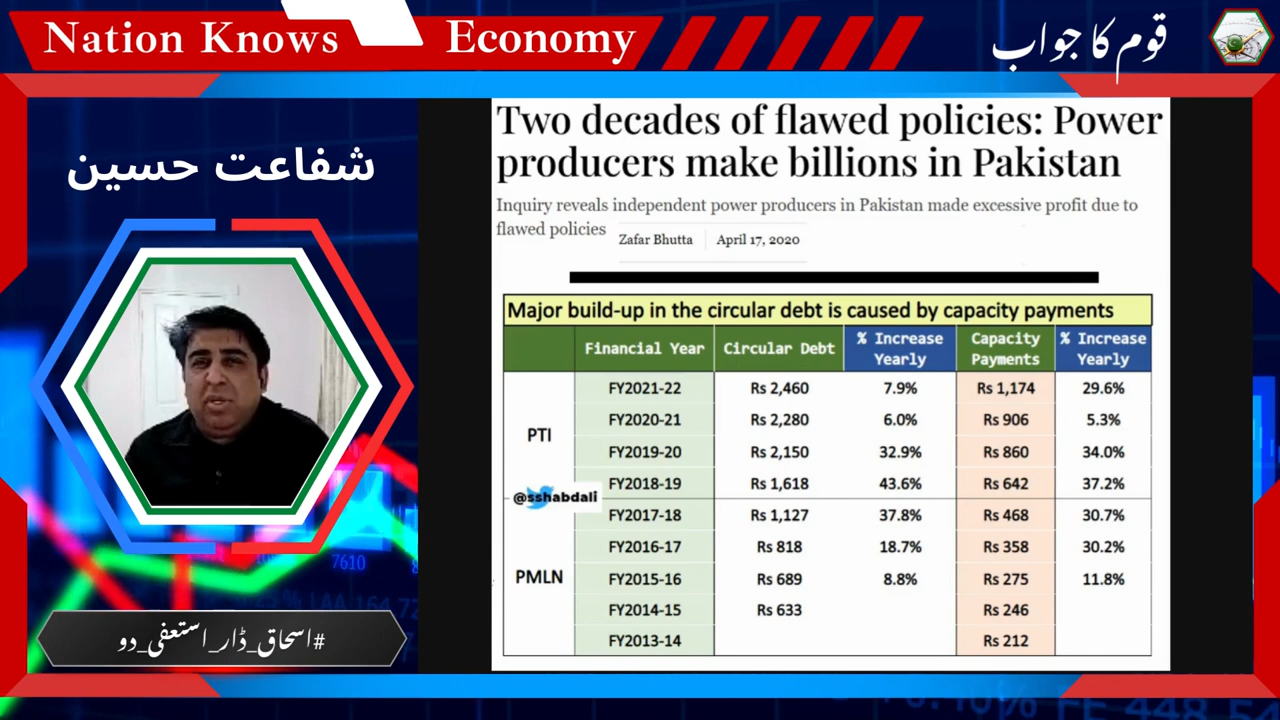 Nation Knows Economy
قوم کا جواب
شفاعت حسین
Two decades of flawed policies: Power
producers make billions in Pakistan
Inquiry reveals independent power producers in Pakistan made excessive profit due to
flawed policies
Zafar Bhutta April 17, 2020
Major build-up in the circular debt is caused by capacity payments
Financial Year Circular Debt % Increase Yearly Capacity Payments % Increase Yearly
PTI
FY2021-22 Rs 2,460 7.9% Rs 1,174 29.6%
FY2020-21 Rs 2,280 6.0% Rs 906 5.3%
FY2019-20 Rs 2,150 32.9% Rs 860 34.0%
FY2018-19 Rs 1,618 43.6% Rs 642 37.2%
@sshabdali
PMLN
FY2017-18 Rs 1,127 37.8% Rs 468 30.7%
FY2016-17 Rs 818 18.7% Rs 358 30.2%
FY2015-16 Rs 689 8.8% Rs 275 11.8%
FY2014-15 Rs 633 Rs 246
FY2013-14 Rs 212
7610
#اسحاق_ڈار_استعفی_دو